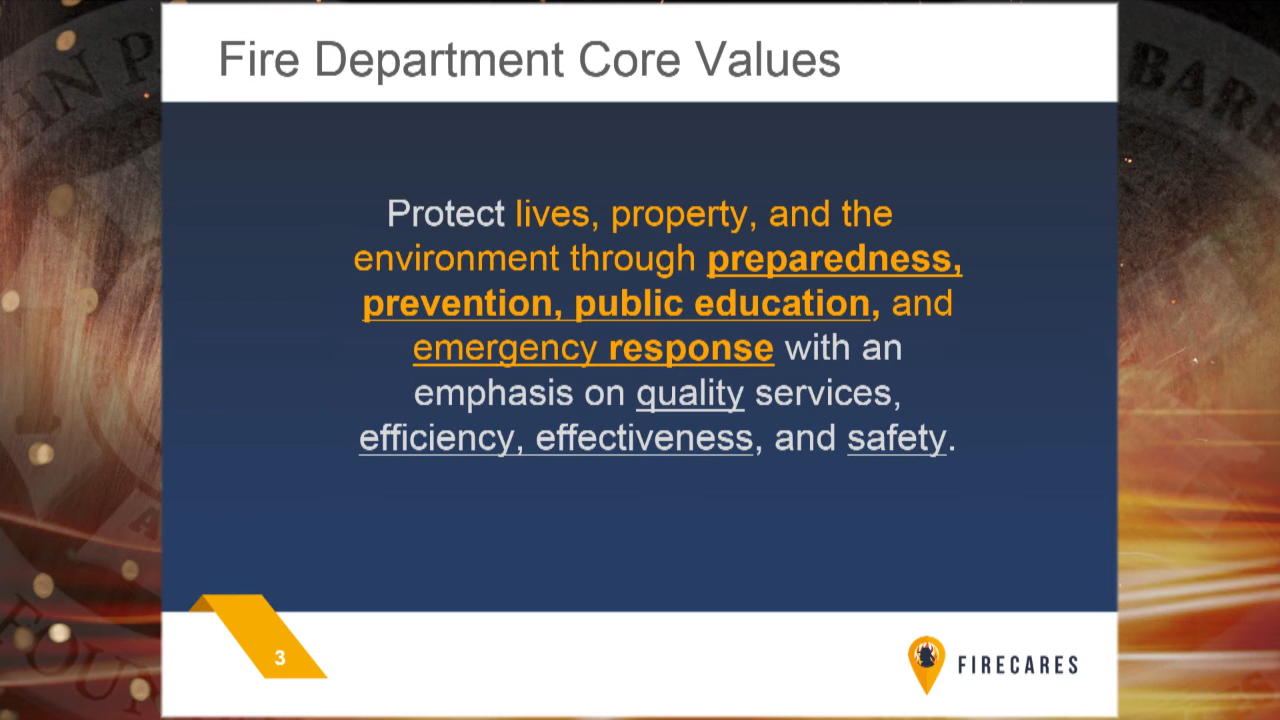 Fire Department Core Values
Protect lives, property, and the
environment through preparedness,
prevention, public education, and
emergency response with an
emphasis on quality services,
efficiency, effectiveness, and safety.
3
FIRECARES